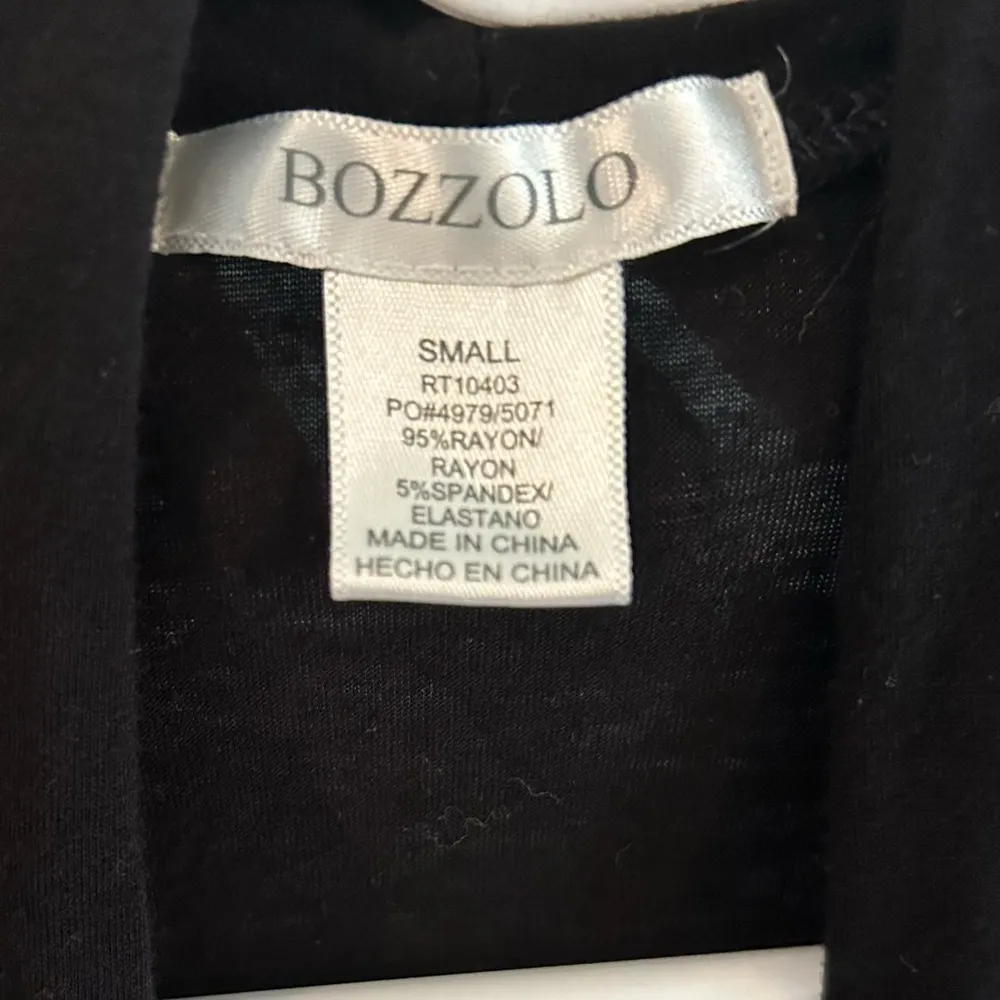 BOZZOLO
SMALL
RT10403
PO#4979/5071
95%RAYON/
RAYON
5%SPANDEX/
ELASTANO
MADE IN CHINA
HECHO EN CHINA